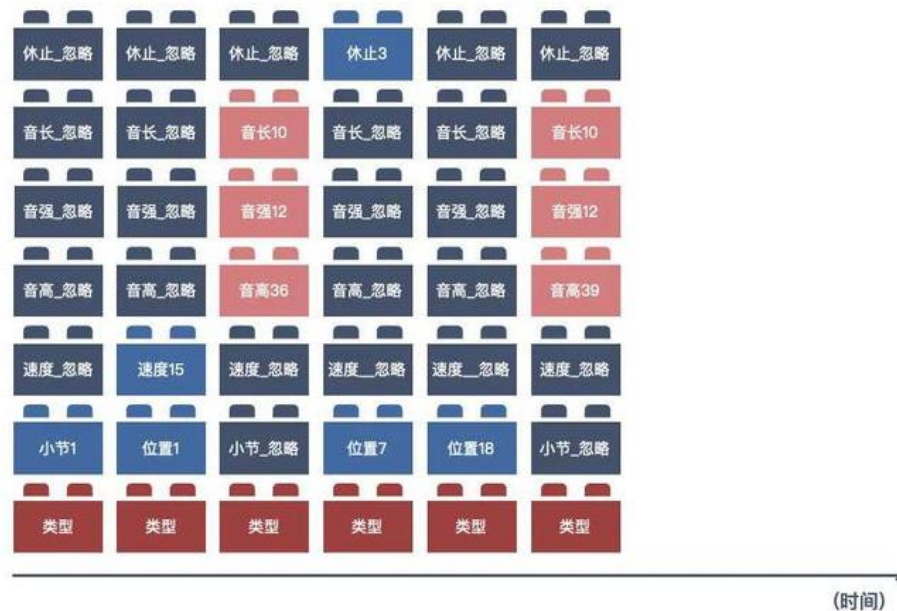 休止_忽略 休止_忽略 休止_忽略 休止3 休止_忽略 休止_忽略
音长_忽略 音长_忽略 音长10 音长_忽略 音长_忽略 音长10
音强_忽略 音强_忽略 音强12 音强_忽略 音强_忽略 音强12
音高_忽略 音高_忽略 音高36 音高_忽略 音高_忽略 音高39
速度_忽略 速度15 速度_忽略 速度__忽略 速度__忽略 速度_忽略
小节1 位置1 小节_忽略 位置7 位置18 小节_忽略
类型 类型 类型 类型 类型 类型
(时间)